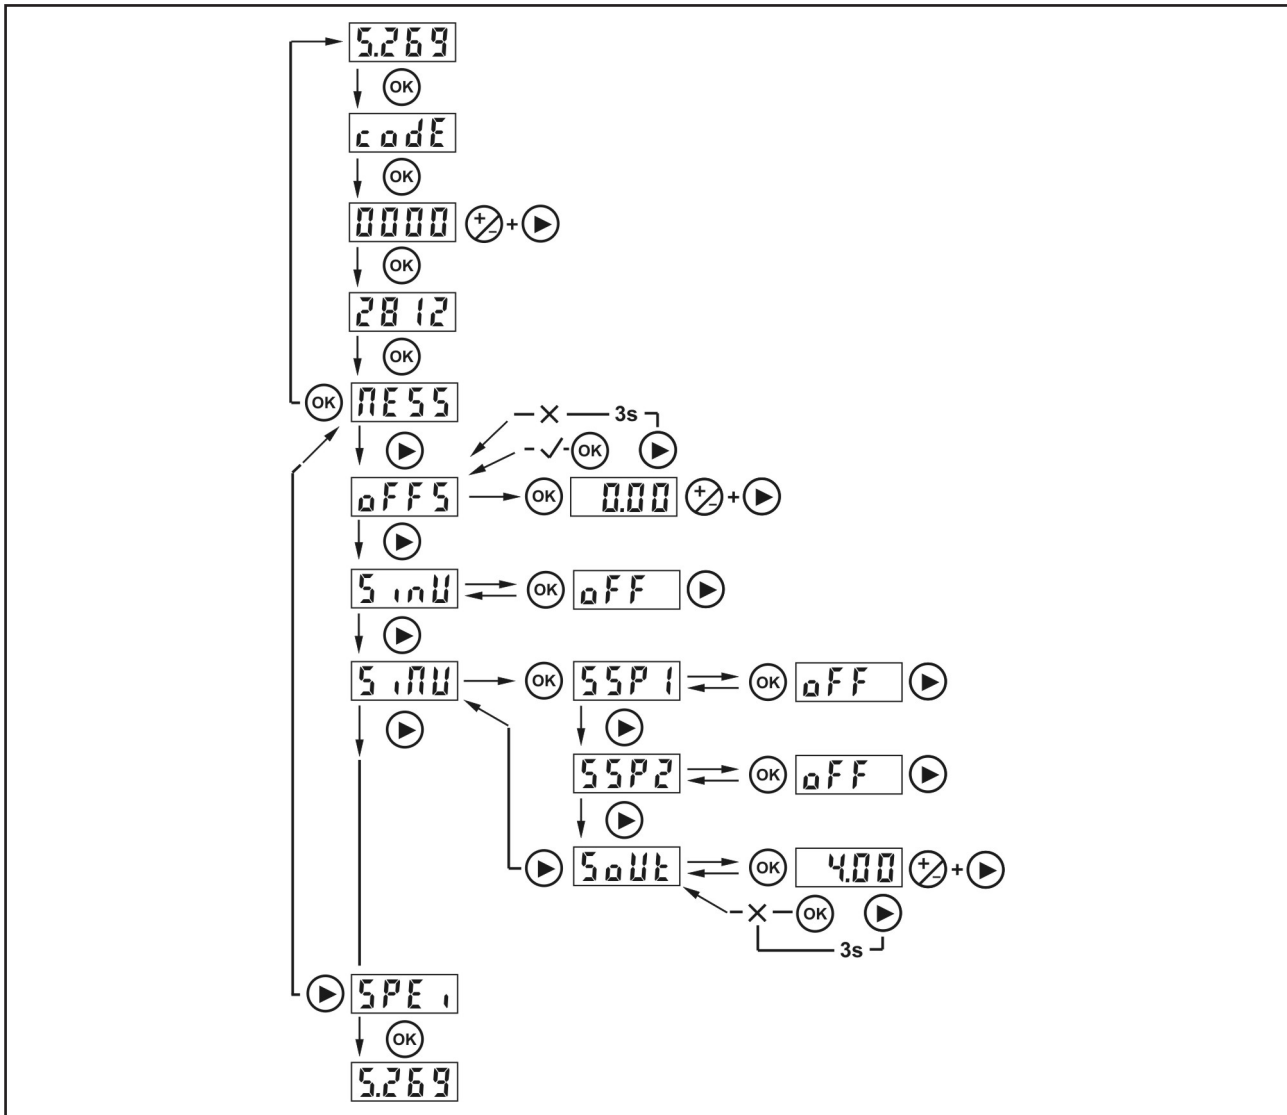 5.269
OK
codE
OK
0000 +/- + ▶
OK
2812
OK
OK MESS
✕ 3s
▶ ✓ OK ▶
oFFS OK 0.00 +/- + ▶
▶
SinU OK oFF ▶
▶
SiMU OK SSP1 OK oFF ▶
▶ ▶
SSP2 OK oFF ▶
▶
▶ SoUt OK 4.00 +/- + ▶
✕ OK ▶
3s
▶ SPEi
OK
5.269